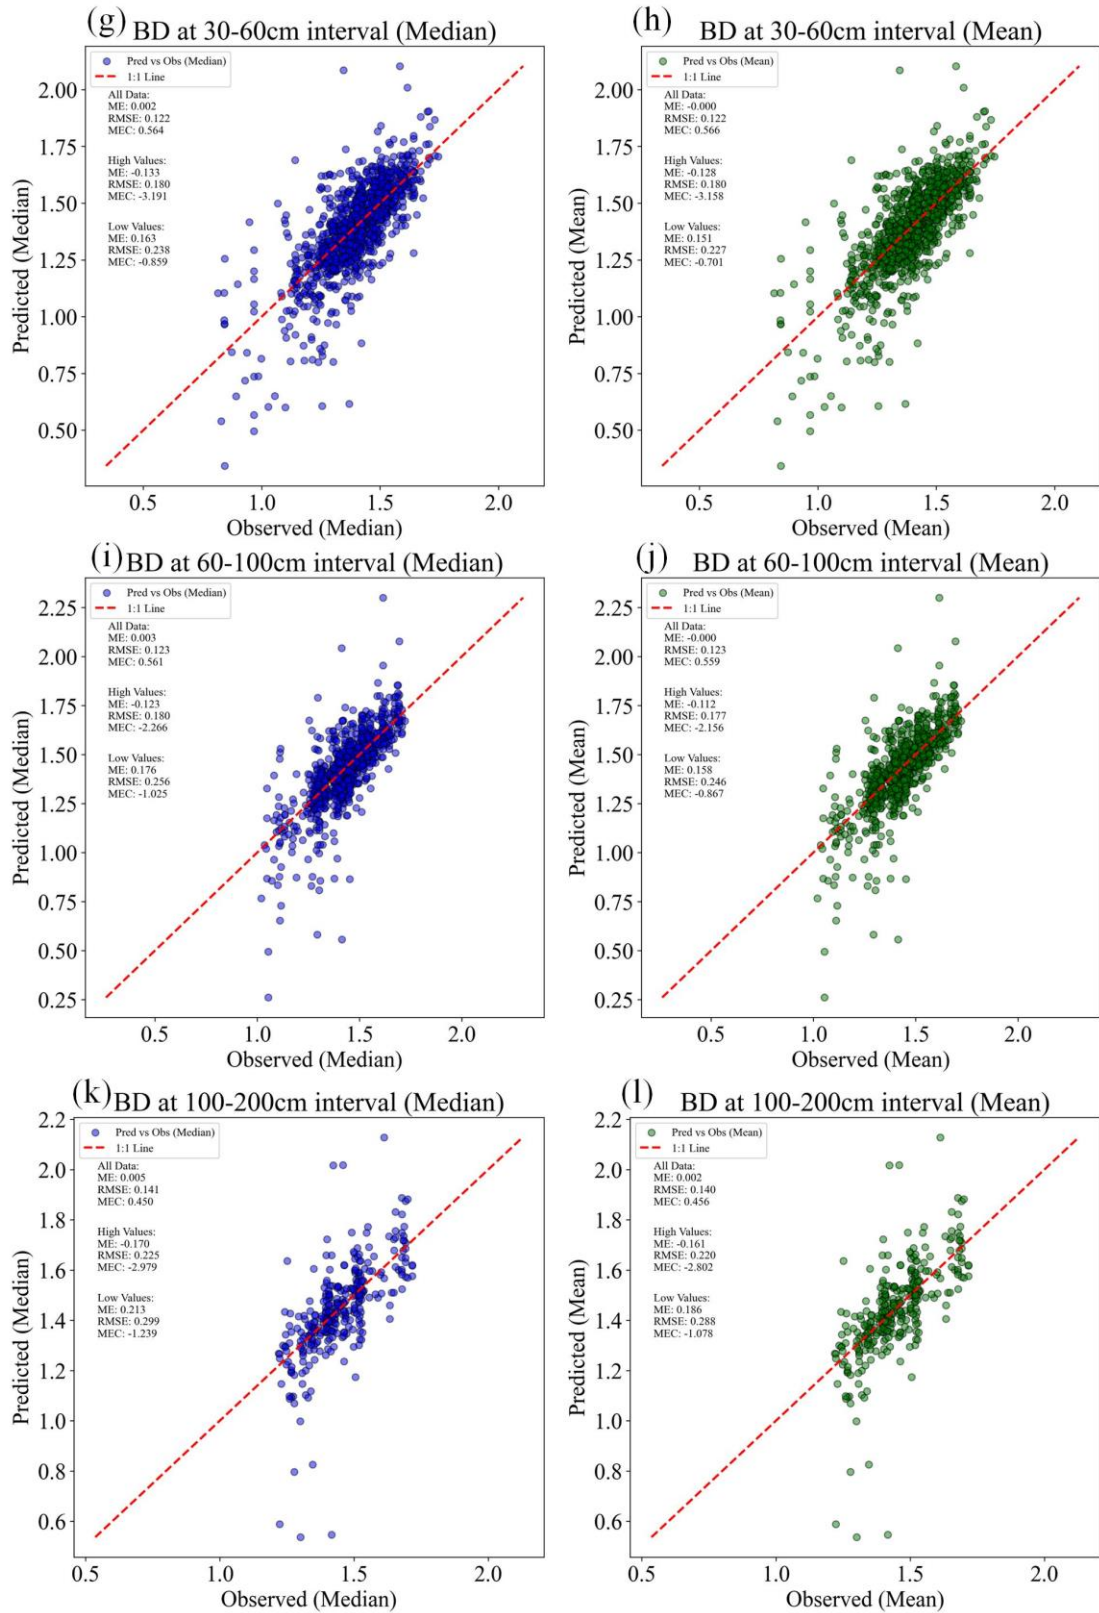 (g) BD at 30-60cm interval (Median)
Pred vs Obs (Median)
1:1 Line
All Data:
ME: 0.002
RMSE: 0.122
MEC: 0.564
High Values:
ME: -0.133
RMSE: 0.180
MEC: -3.191
Low Values:
ME: 0.163
RMSE: 0.238
MEC: -0.859
Predicted (Median)
2.00
1.75
1.50
1.25
1.00
0.75
0.50
0.5 1.0 1.5 2.0
Observed (Median)
(h) BD at 30-60cm interval (Mean)
Pred vs Obs (Mean)
1:1 Line
All Data:
ME: -0.000
RMSE: 0.122
MEC: 0.566
High Values:
ME: -0.128
RMSE: 0.180
MEC: -3.158
Low Values:
ME: 0.151
RMSE: 0.227
MEC: -0.701
Predicted (Mean)
2.00
1.75
1.50
1.25
1.00
0.75
0.50
0.5 1.0 1.5 2.0
Observed (Mean)
(i) BD at 60-100cm interval (Median)
Pred vs Obs (Median)
1:1 Line
All Data:
ME: 0.003
RMSE: 0.123
MEC: 0.561
High Values:
ME: -0.123
RMSE: 0.180
MEC: -2.266
Low Values:
ME: 0.176
RMSE: 0.256
MEC: -1.025
Predicted (Median)
2.25
2.00
1.75
1.50
1.25
1.00
0.75
0.50
0.25
0.5 1.0 1.5 2.0
Observed (Median)
(j) BD at 60-100cm interval (Mean)
Pred vs Obs (Mean)
1:1 Line
All Data:
ME: -0.000
RMSE: 0.123
MEC: 0.559
High Values:
ME: -0.112
RMSE: 0.177
MEC: -2.156
Low Values:
ME: 0.158
RMSE: 0.246
MEC: -0.867
Predicted (Mean)
2.25
2.00
1.75
1.50
1.25
1.00
0.75
0.50
0.25
0.5 1.0 1.5 2.0
Observed (Mean)
(k) BD at 100-200cm interval (Median)
Pred vs Obs (Median)
1:1 Line
All Data:
ME: 0.005
RMSE: 0.141
MEC: 0.450
High Values:
ME: -0.170
RMSE: 0.225
MEC: -2.979
Low Values:
ME: 0.213
RMSE: 0.299
MEC: -1.239
Predicted (Median)
2.2
2.0
1.8
1.6
1.4
1.2
1.0
0.8
0.6
0.5 1.0 1.5 2.0
Observed (Median)
(l) BD at 100-200cm interval (Mean)
Pred vs Obs (Mean)
1:1 Line
All Data:
ME: 0.002
RMSE: 0.140
MEC: 0.456
High Values:
ME: -0.161
RMSE: 0.220
MEC: -2.802
Low Values:
ME: 0.186
RMSE: 0.288
MEC: -1.078
Predicted (Mean)
2.2
2.0
1.8
1.6
1.4
1.2
1.0
0.8
0.6
0.5 1.0 1.5 2.0
Observed (Mean)